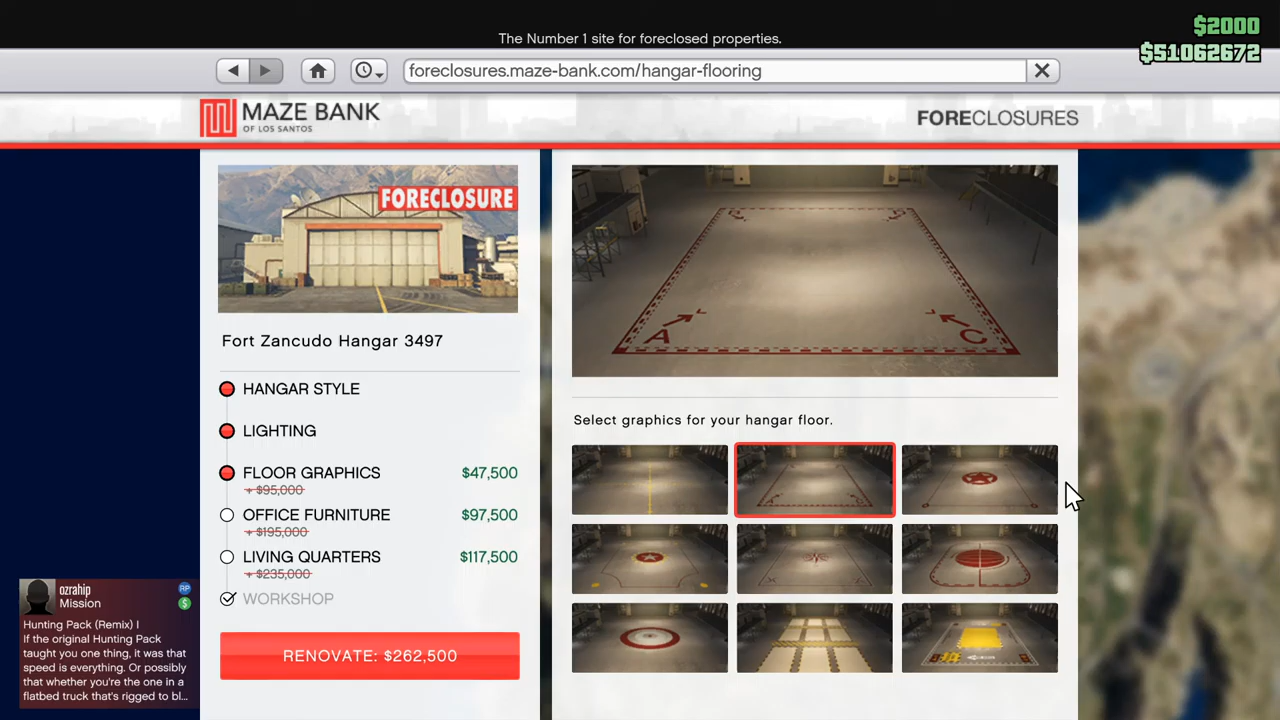 The Number 1 site for foreclosed properties.
$2000
$51062672
foreclosures.maze-bank.com/hangar-flooring
MAZE BANK
OF LOS SANTOS
FORECLOSURES
FORECLOSURE
Fort Zancudo Hangar 3497
HANGAR STYLE
LIGHTING
FLOOR GRAPHICS $47,500
+ $95,000
OFFICE FURNITURE $97,500
+ $195,000
LIVING QUARTERS $117,500
+ $235,000
WORKSHOP
RENOVATE: $262,500
A C
Select graphics for your hangar floor.
ozrahip
Mission
RP
$
Hunting Pack (Remix) I
If the original Hunting Pack
taught you one thing, it was that
speed is everything. Or possibly
that whether you're the one in a
flatbed truck that's rigged to bl...